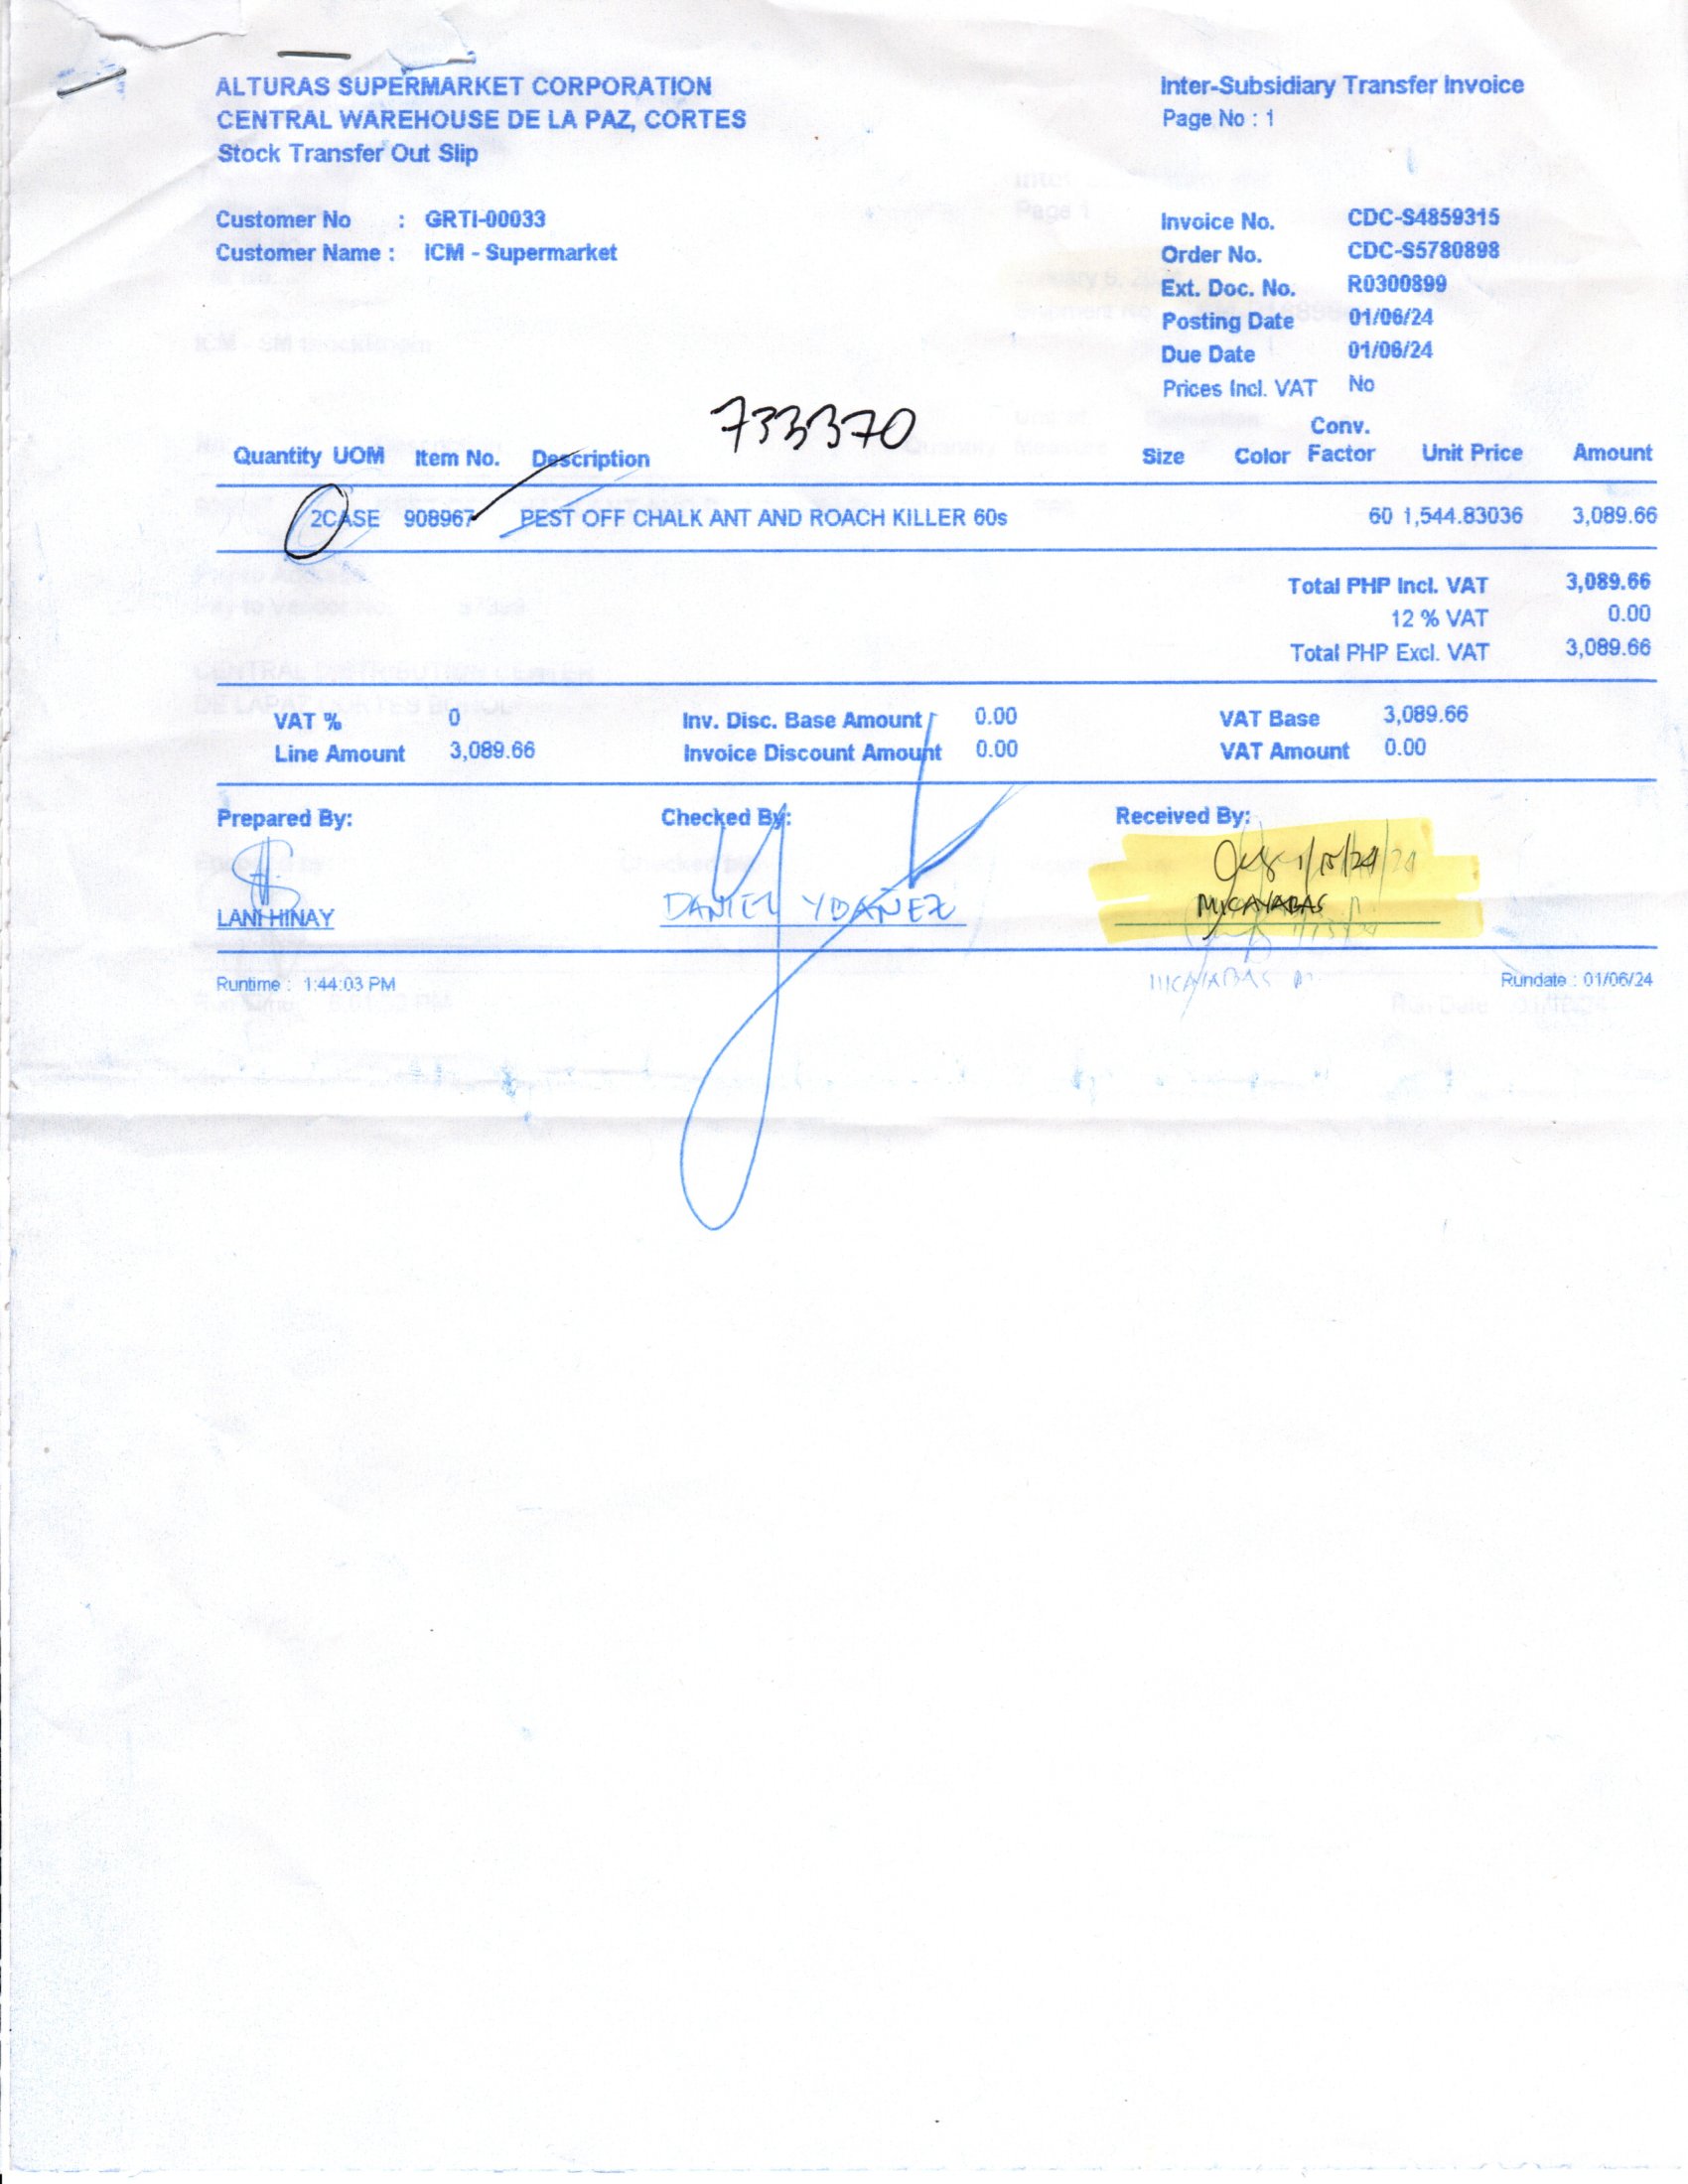 ALTURAS SUPERMARKET CORPORATION
CENTRAL WAREHOUSE DE LA PAZ, CORTES
Stock Transfer Out Slip
Inter-Subsidiary Transfer Invoice
Page No : 1
Customer No : GRTI-00033
Customer Name : ICM - Supermarket
Invoice No. CDC-S4859315
Order No. CDC-S5780898
Ext. Doc. No. R0300899
Posting Date 01/06/24
Due Date 01/06/24
Prices Incl. VAT No
733370
Quantity UOM Item No. Description Size Color Conv. Factor Unit Price Amount
2CASE 908967 PEST OFF CHALK ANT AND ROACH KILLER 60s 60 1,544.83036 3,089.66
Total PHP Incl. VAT 3,089.66
12 % VAT 0.00
Total PHP Excl. VAT 3,089.66
VAT % 0 Inv. Disc. Base Amount 0.00 VAT Base 3,089.66
Line Amount 3,089.66 Invoice Discount Amount 0.00 VAT Amount 0.00
Prepared By: Checked By: Received By:
LANI HINAY DANIEL YBAÑEZ MICAYABAS
Runtime : 1:44:03 PM Rundate : 01/06/24